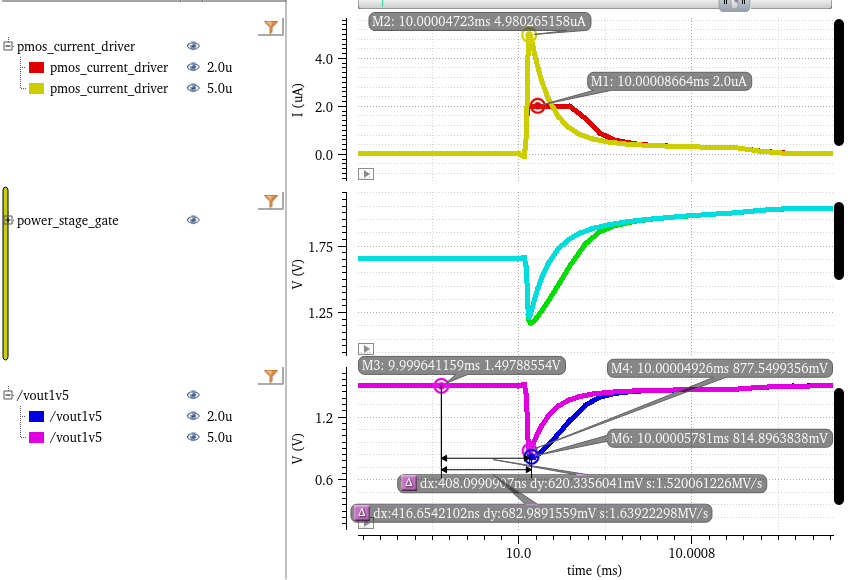 pmos_current_driver
pmos_current_driver 2.0u
pmos_current_driver 5.0u
power_stage_gate
/vout1v5
/vout1v5 2.0u
/vout1v5 5.0u
I (uA)
4.0
2.0
0.0
M2: 10.00004723ms 4.980265158uA
M1: 10.00008664ms 2.0uA
V (V)
1.75
1.25
V (V)
1.2
0.6
M3: 9.999641159ms 1.49788554V
M4: 10.00004926ms 877.5499356mV
M6: 10.00005781ms 814.8963838mV
Δ dx:408.0990907ns dy:620.3356041mV s:1.520061226MV/s
Δ dx:416.6542102ns dy:682.9891559mV s:1.63922298MV/s
10.0
10.0008
time (ms)